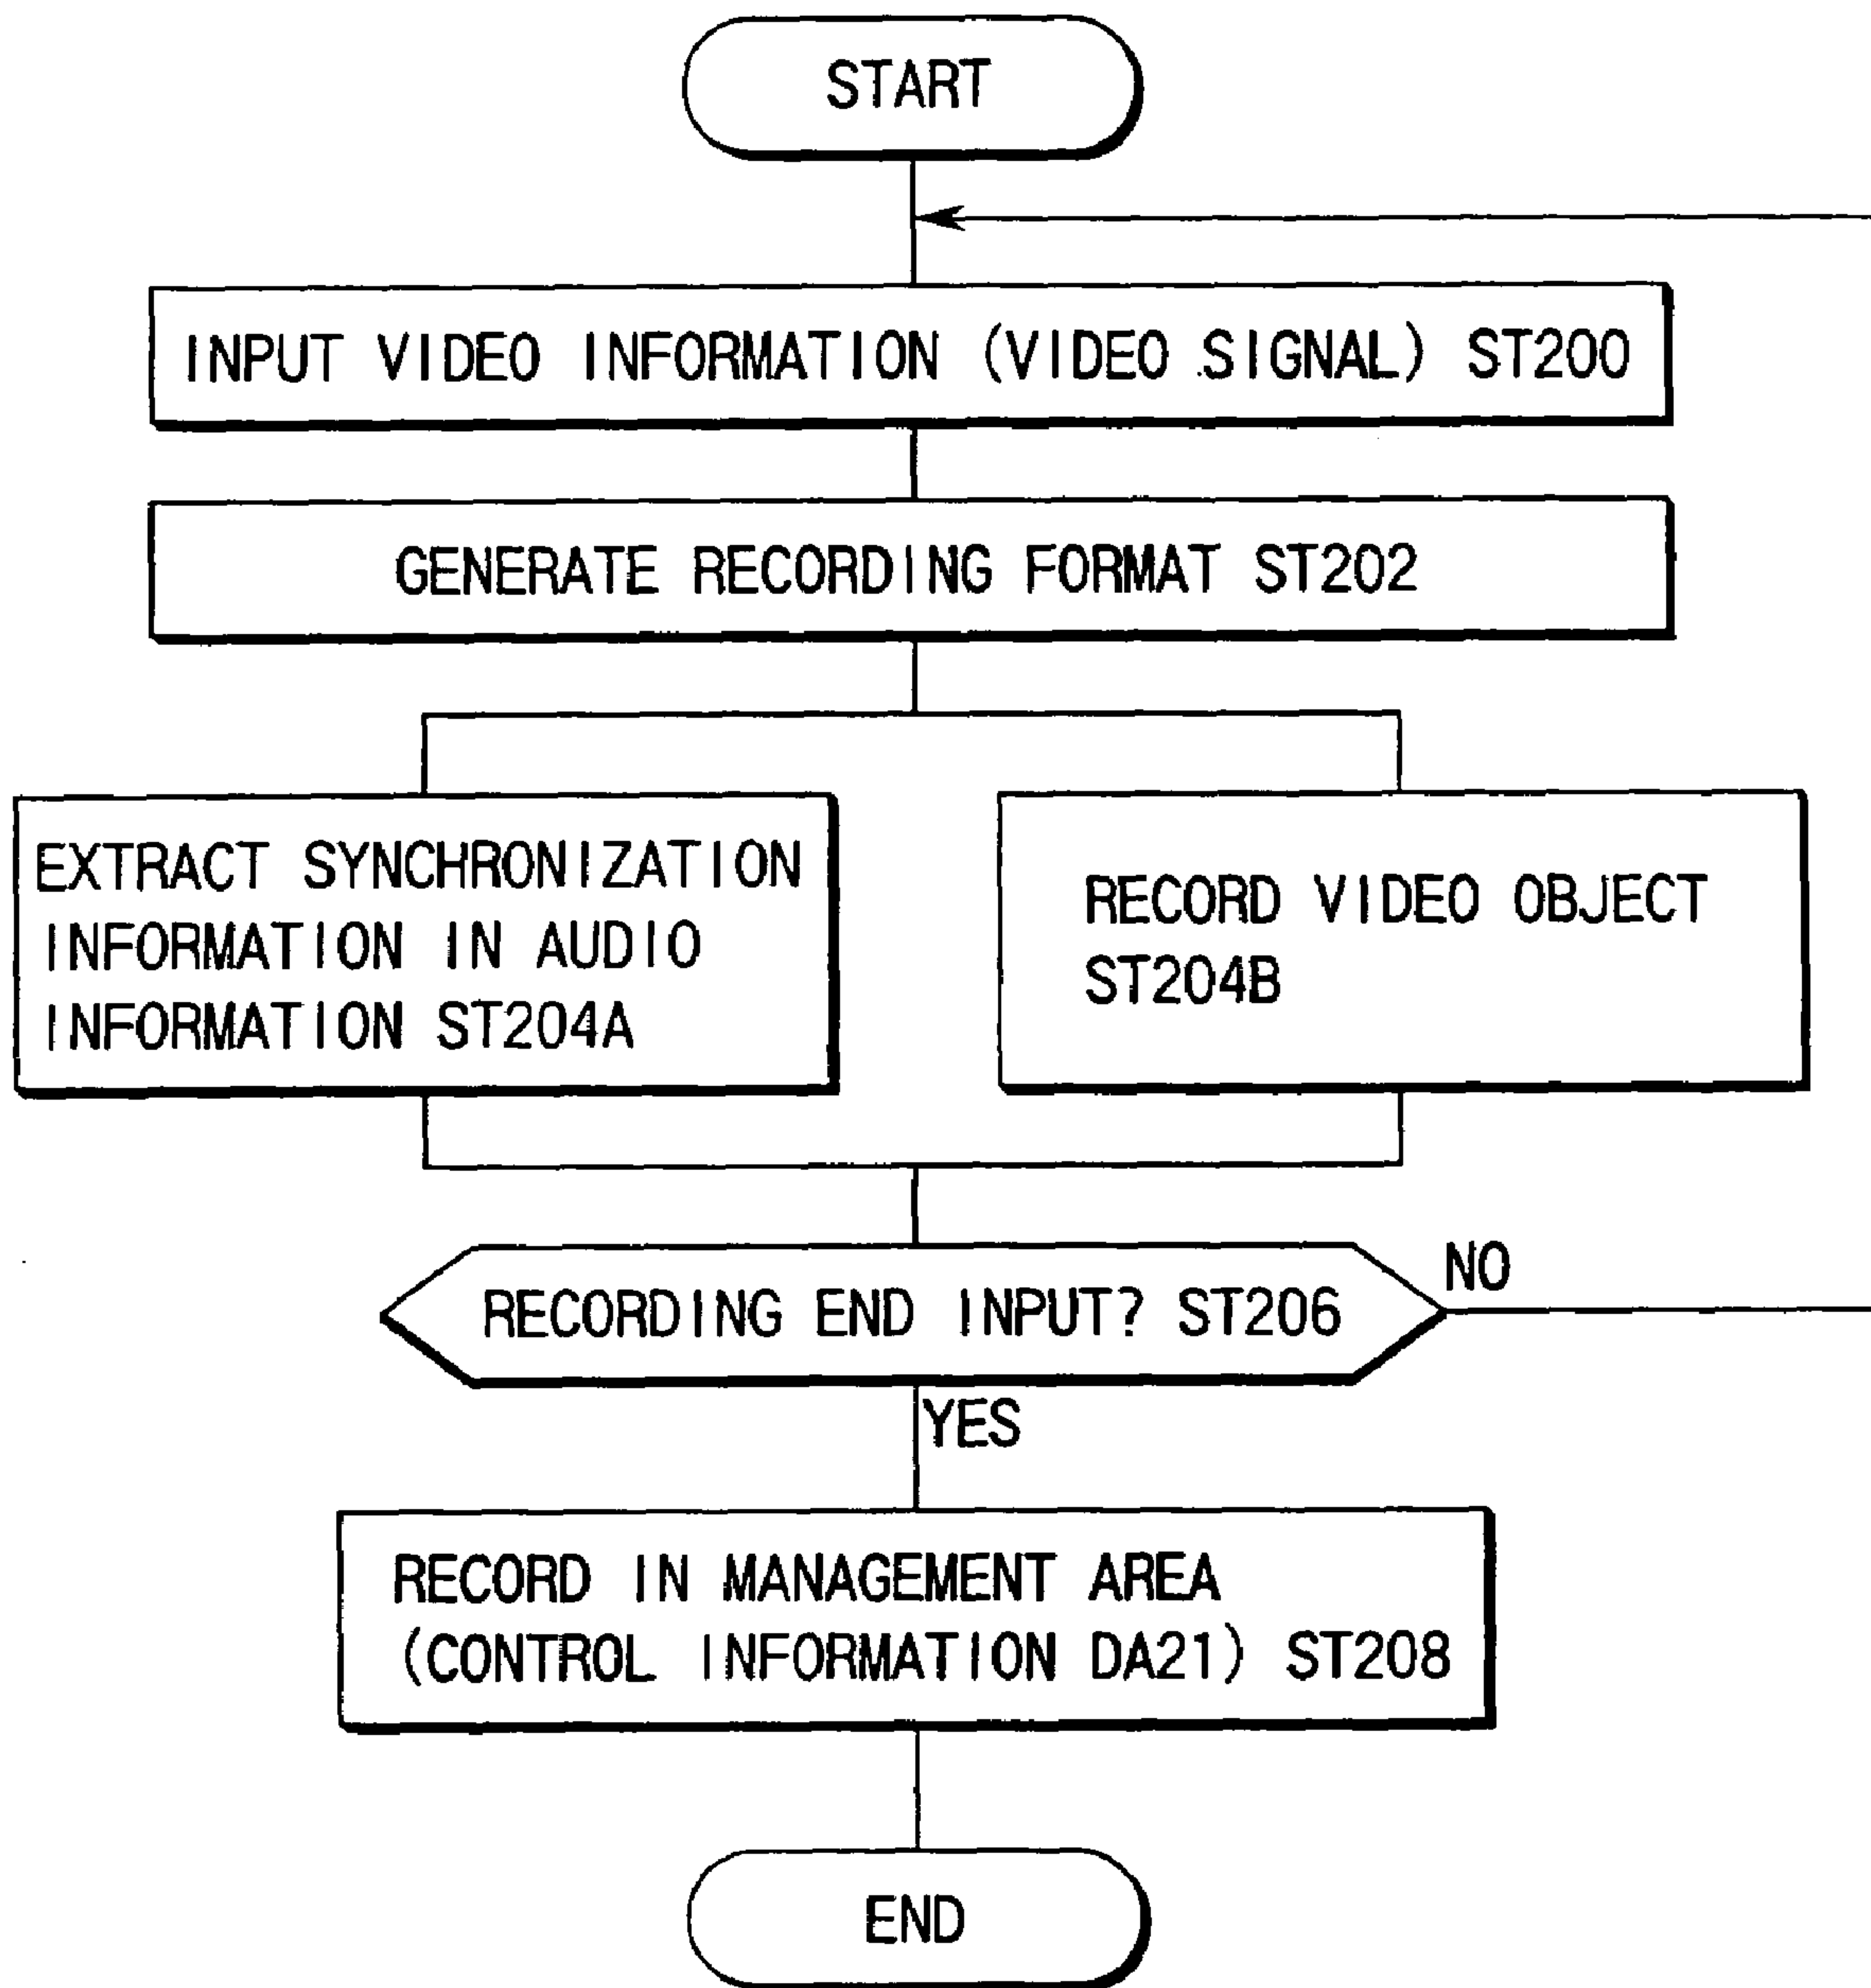 START
INPUT VIDEO INFORMATION (VIDEO SIGNAL) ST200
GENERATE RECORDING FORMAT ST202
EXTRACT SYNCHRONIZATION
INFORMATION IN AUDIO
INFORMATION ST204A
RECORD VIDEO OBJECT
ST204B
RECORDING END INPUT? ST206
NO
YES
RECORD IN MANAGEMENT AREA
(CONTROL INFORMATION DA21) ST208
END